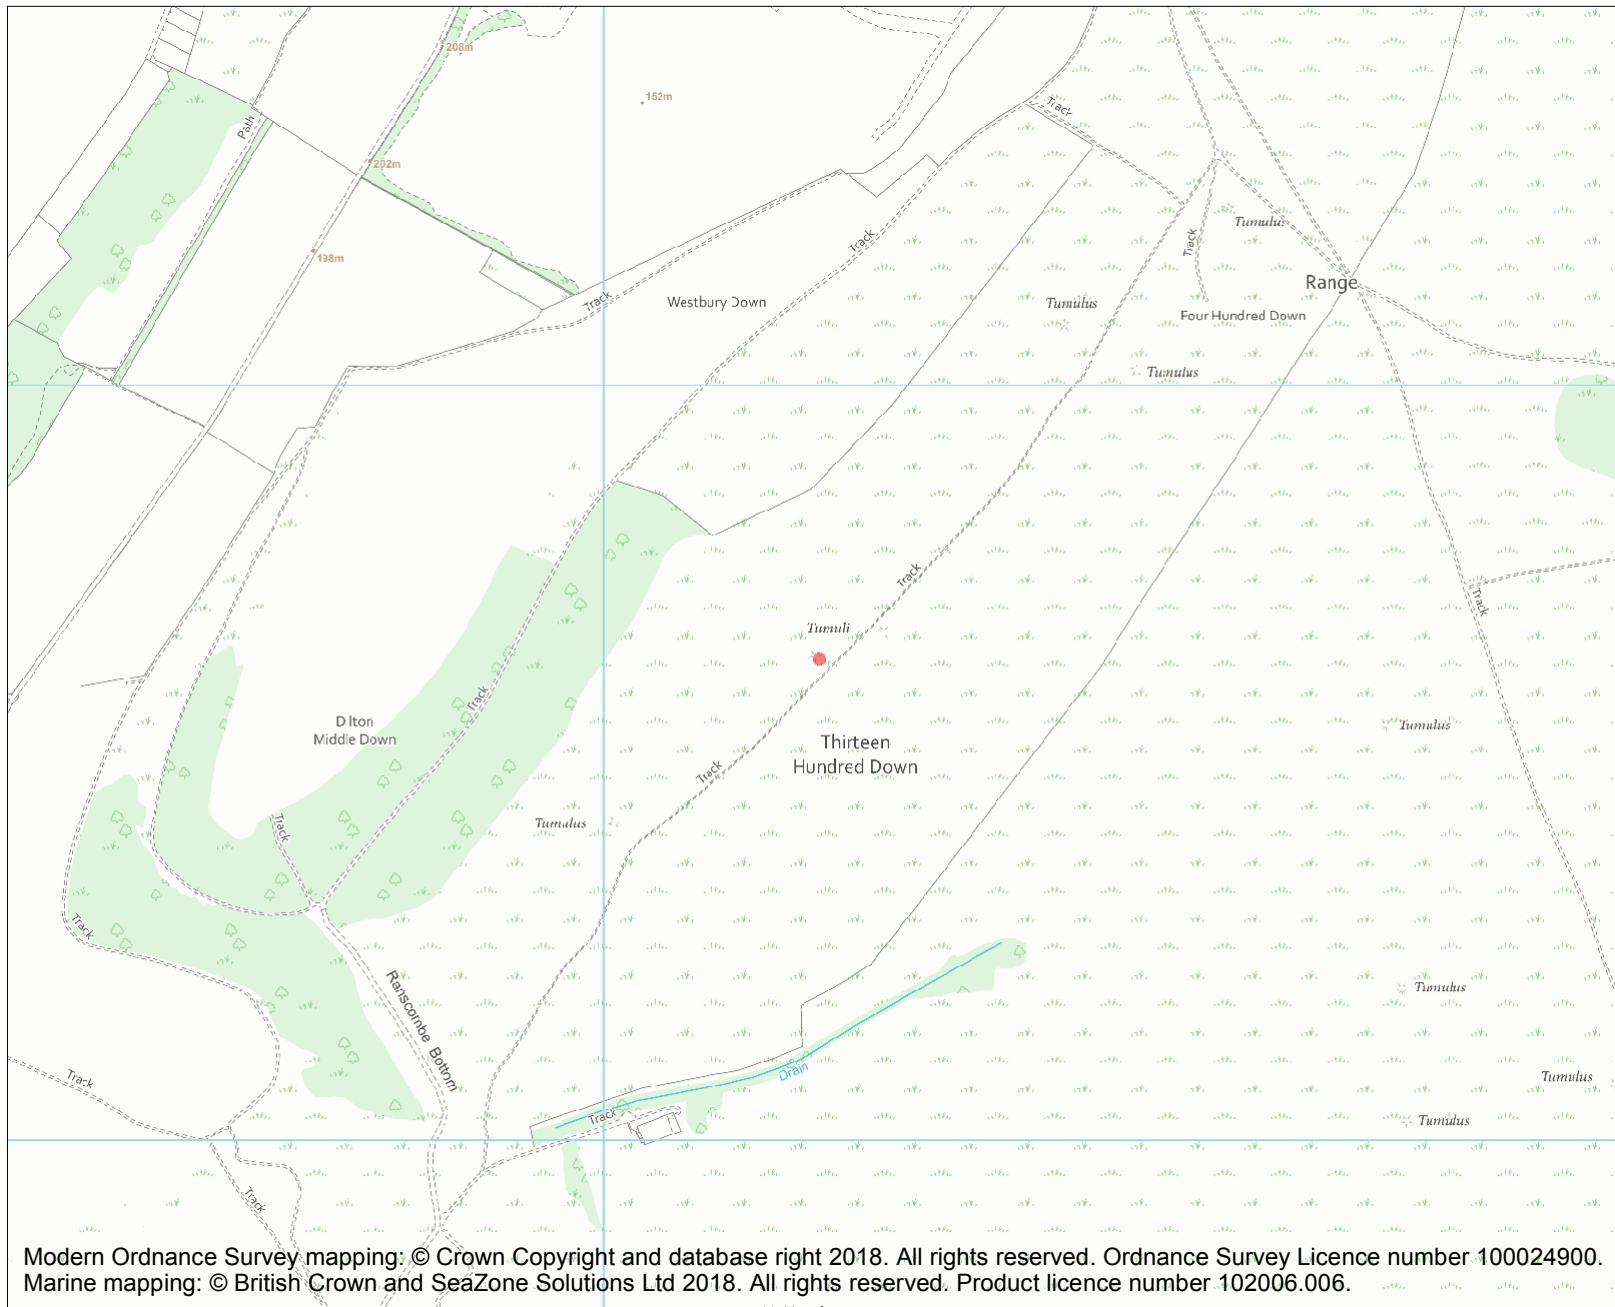 208m
152m
Track
Path
202m
Tumulus
Track
Track
198m
Range
Track
Westbury Down
Tumulus
Four Hundred Down
Tumulus
Track
Track
Tumuli
Track
D lton
Middle Down
Tumulus
Thirteen
Hundred Down
Track
Tumulus
Track
Track
Ranscombe Bottom
Tumulus
Drain
Track
Tumulus
Track
Tumulus
Track
Modern Ordnance Survey mapping: © Crown Copyright and database right 2018. All rights reserved. Ordnance Survey Licence number 100024900.
Marine mapping: © British Crown and SeaZone Solutions Ltd 2018. All rights reserved. Product licence number 102006.006.